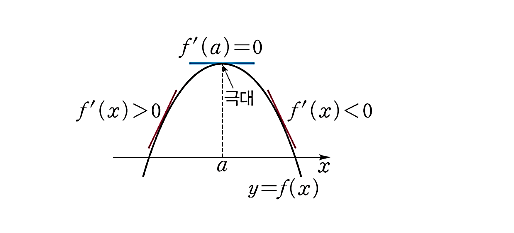 f′(a)=0
극대
f′(x)>0
f′(x)<0
a
x
y=f(x)